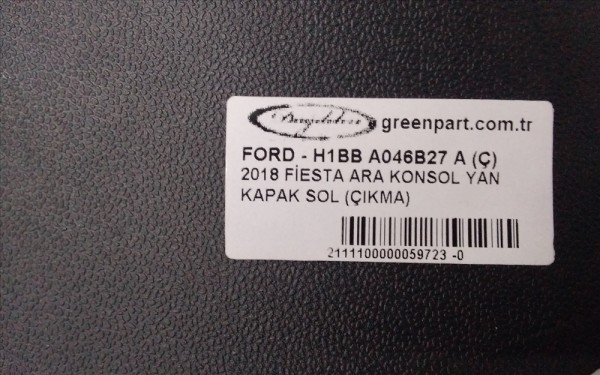 greenpart.com.tr
FORD - H1BB A046B27 A (Ç)
2018 FİESTA ARA KONSOL YAN
KAPAK SOL (ÇIKMA)
2111100000059723 -0